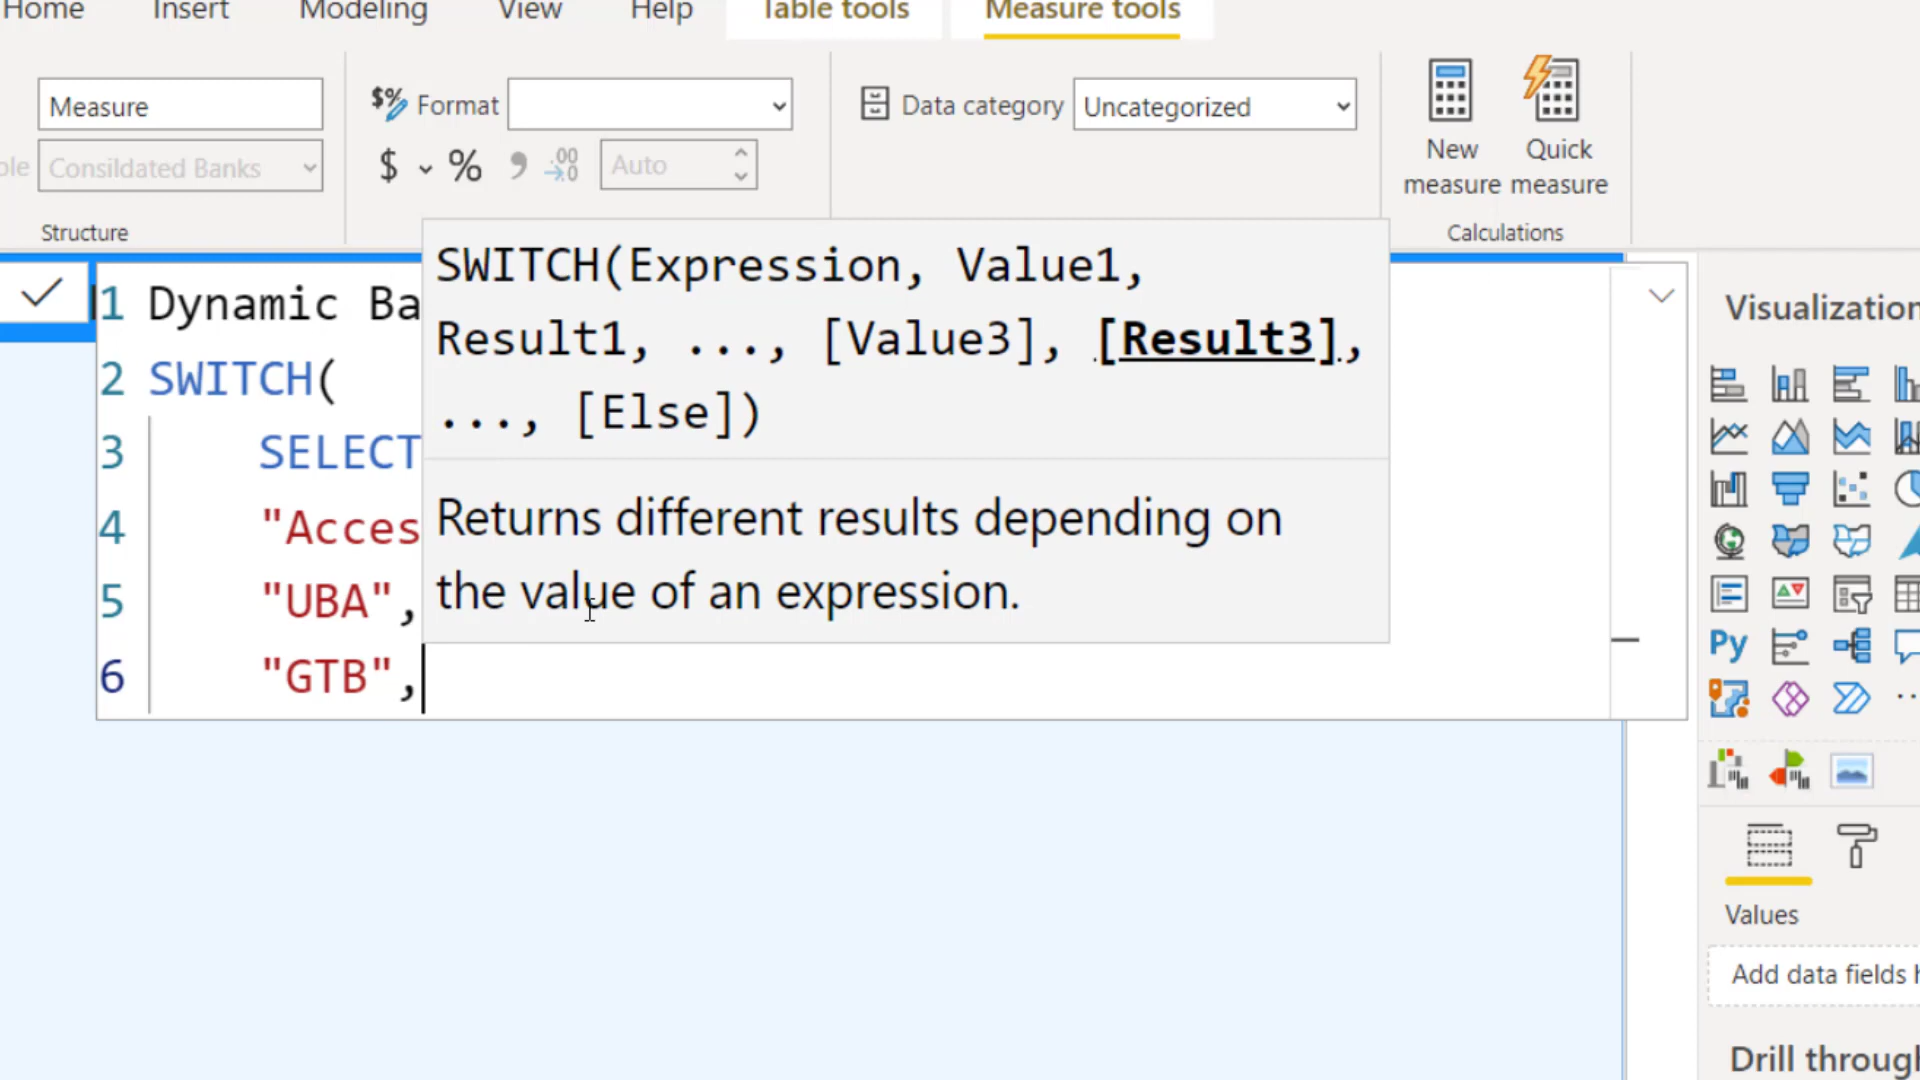 Home Insert Modeling View Help Table tools Measure tools
Measure
$% Format
Data category Uncategorized
Consildated Banks
$ % , .00 →.0 Auto
New measure
Quick measure
Structure
Calculations
SWITCH(Expression, Value1,
Result1, ..., [Value3], [Result3],
..., [Else])
Returns different results depending on
the value of an expression.
1 Dynamic Ba
2 SWITCH(
3 SELECT
4 "Acces
5 "UBA",
6 "GTB",
Visualization
Py
Values
Add data fields h
Drill through